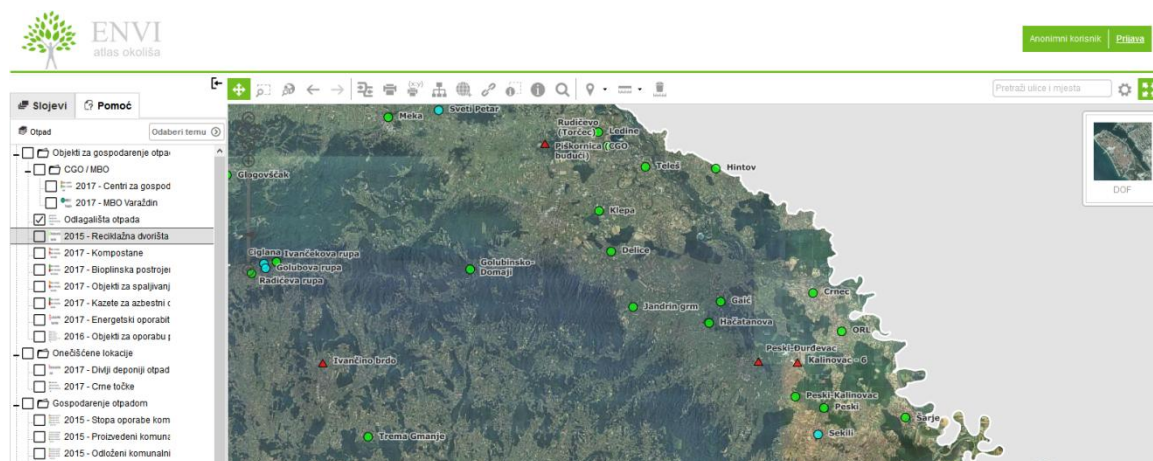 ENVI
atlas okoliša
Anonimni korisnik
Prijava
Slojevi
Pomoć
Pretraži ulice i mjesta
Otpad
Odaberi temu
Objekti za gospodarenje otpa
CGO / MBO
2017 - Centri za gospod
2017 - MBO Varaždin
Odlagališta otpada
2015 - Reciklažna dvorišta
2017 - Kompostane
2017 - Bioplinska postrojer
2017 - Objekti za spaljivanj
2017 - Kazete za azbestni c
2017 - Energetski oporabit
2016 - Objekti za oporabu
Onečišćene lokacije
2017 - Divlji deponiji otpad
2017 - Crne točke
Gospodarenje otpadom
2015 - Stopa oporabe kom
2015 - Proizvedeni komuna
2015 - Odloženi komunalni
Meka
Sveti Petar
Rudičevo
(Torčec)
Ledine
Piškornica (CGO
budući)
Teleš
Hintov
Glogovščak
Klepa
Delice
Ciglana
Ivančekova rupa
Golubova rupa
Radičeva rupa
Golubinsko-
Domaji
Crnec
Gaić
Jandrin grm
Hačatanova
ORL
Peski-Đurđevac
Kalinovac - 6
Ivančino brdo
Peski-Kalinovac
Peski
Šarje
Sekili
Trema Gmanje
DOF